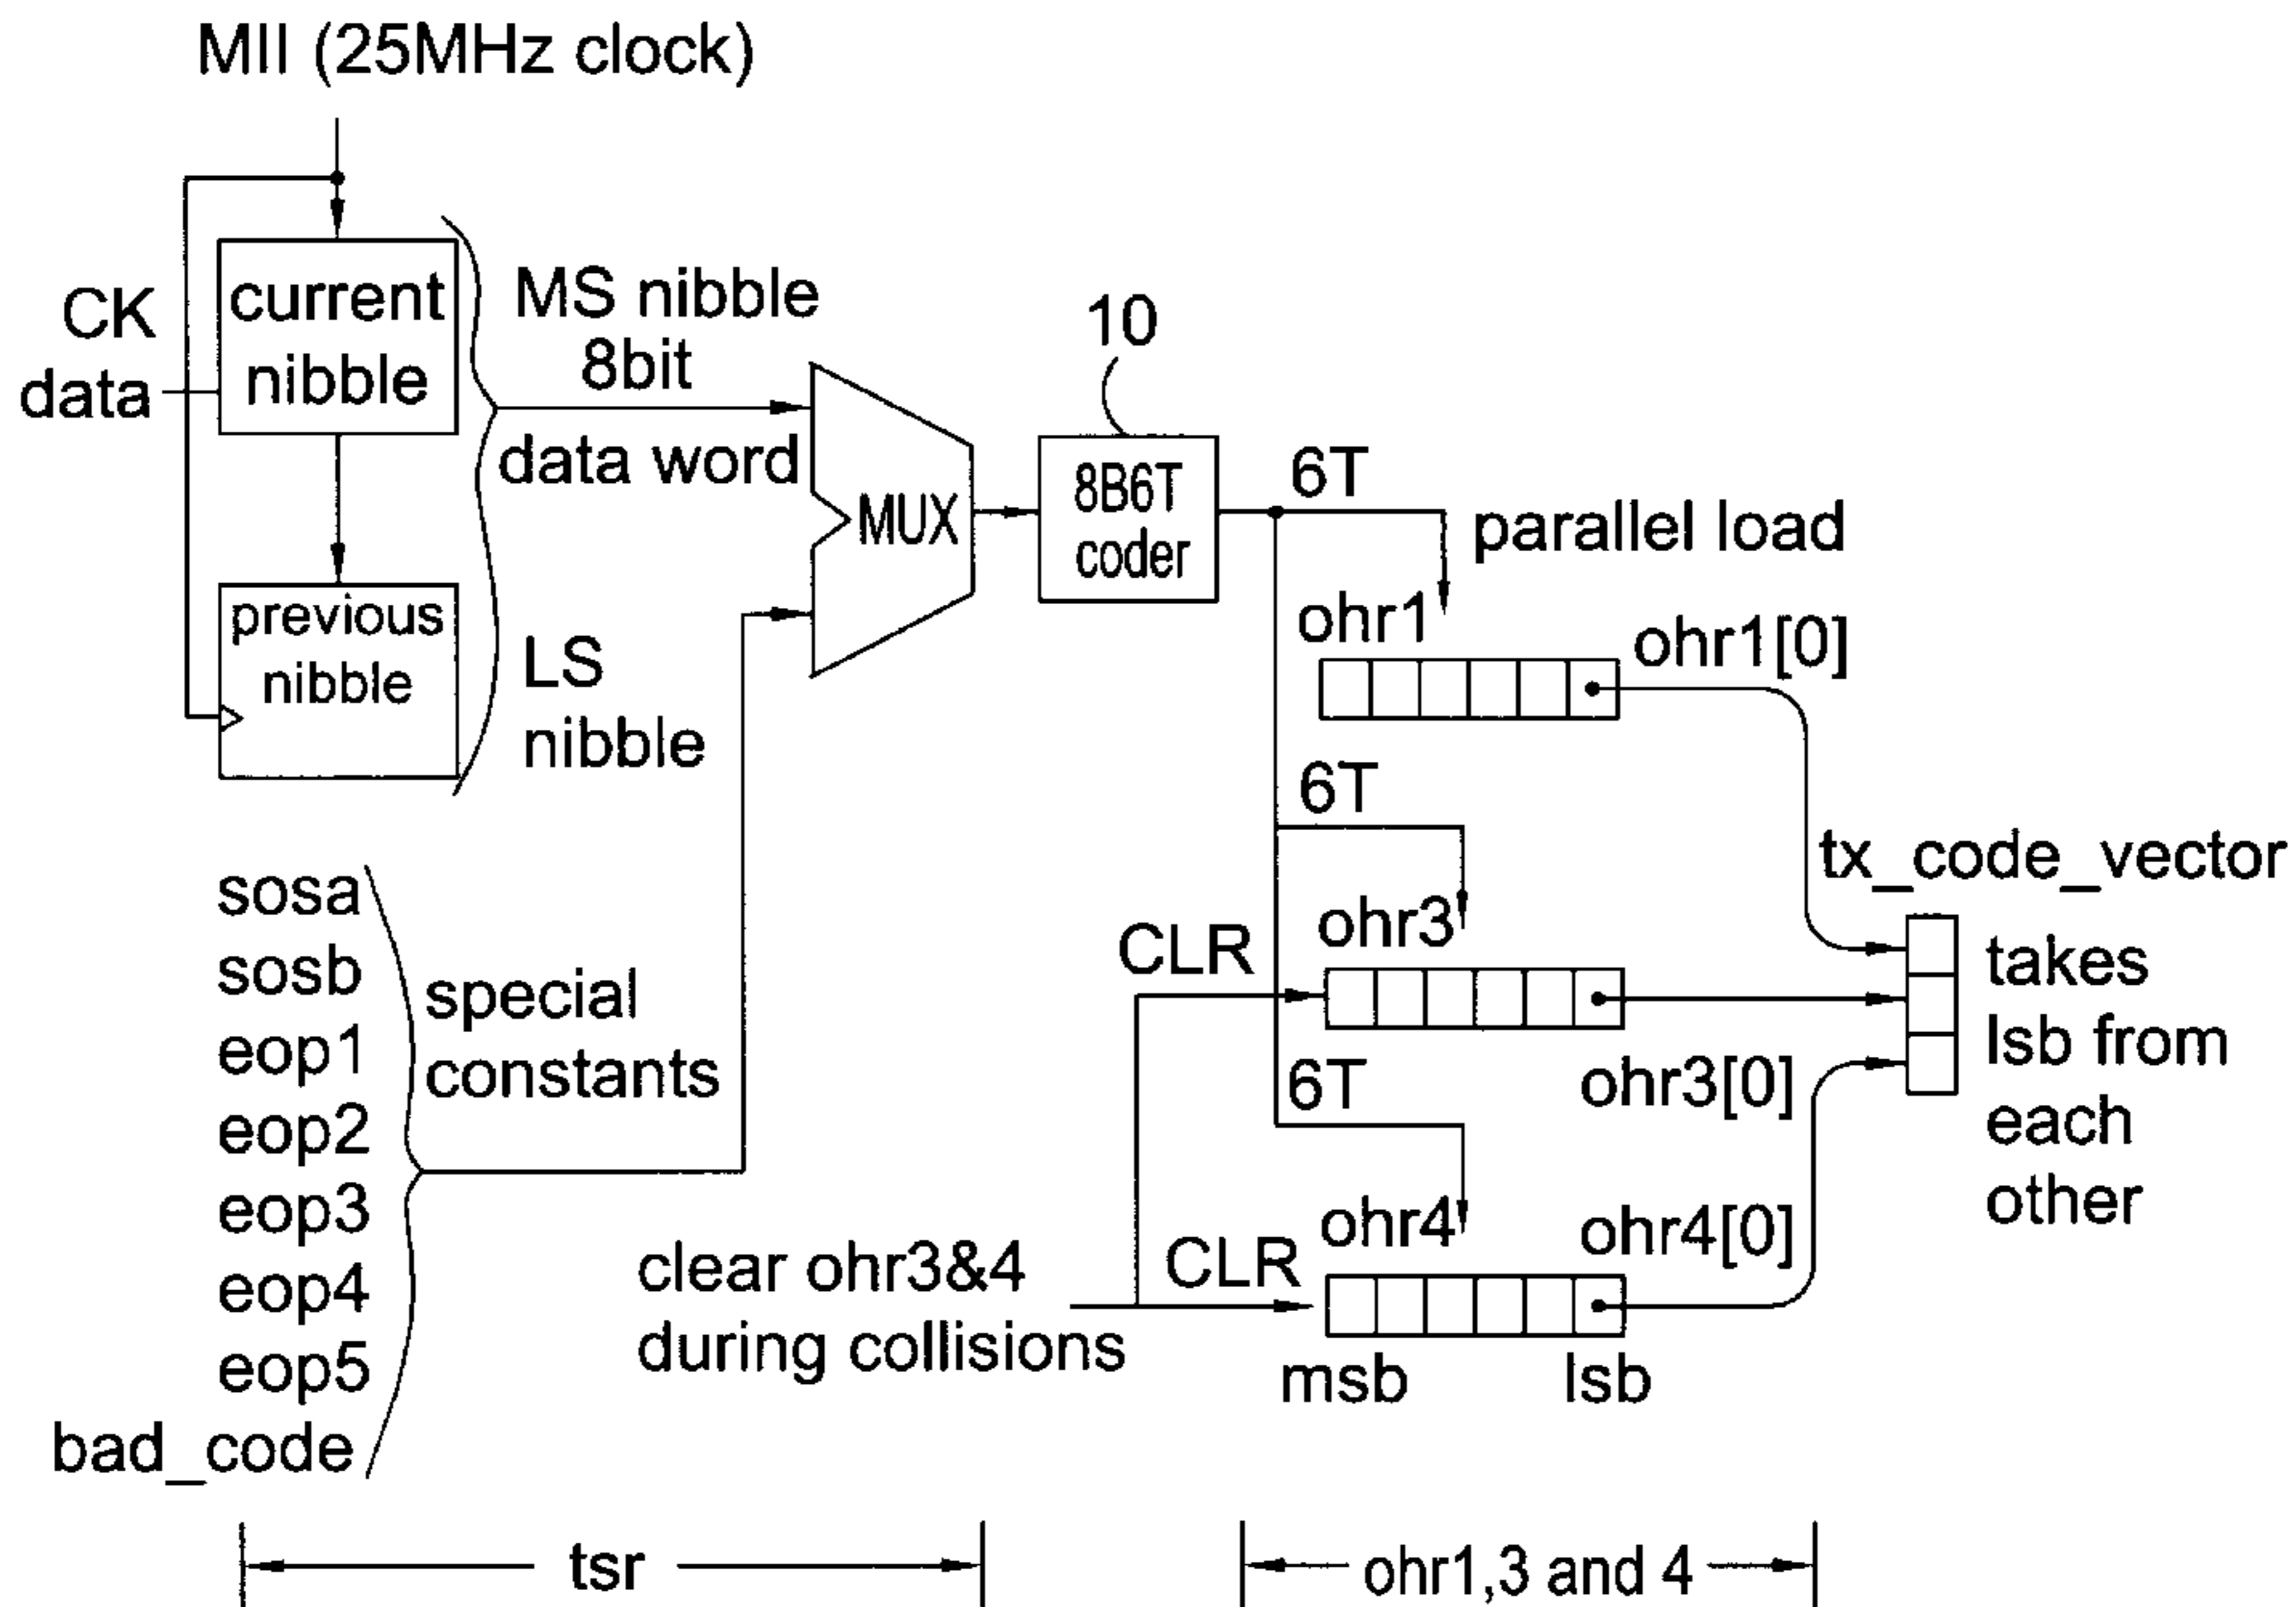 MII (25MHz clock)
CK
data
current
nibble
previous
nibble
MS nibble
8bit
data word
LS
nibble
MUX
10
8B6T
coder
6T
parallel load
ohr1
ohr1[0]
6T
ohr3
CLR
ohr3[0]
6T
ohr4
CLR
ohr4[0]
msb
lsb
tx_code_vector
takes
lsb from
each
other
sosa
sosb
eop1
eop2
eop3
eop4
eop5
bad_code
special
constants
clear ohr3&4
during collisions
tsr
ohr1,3 and 4